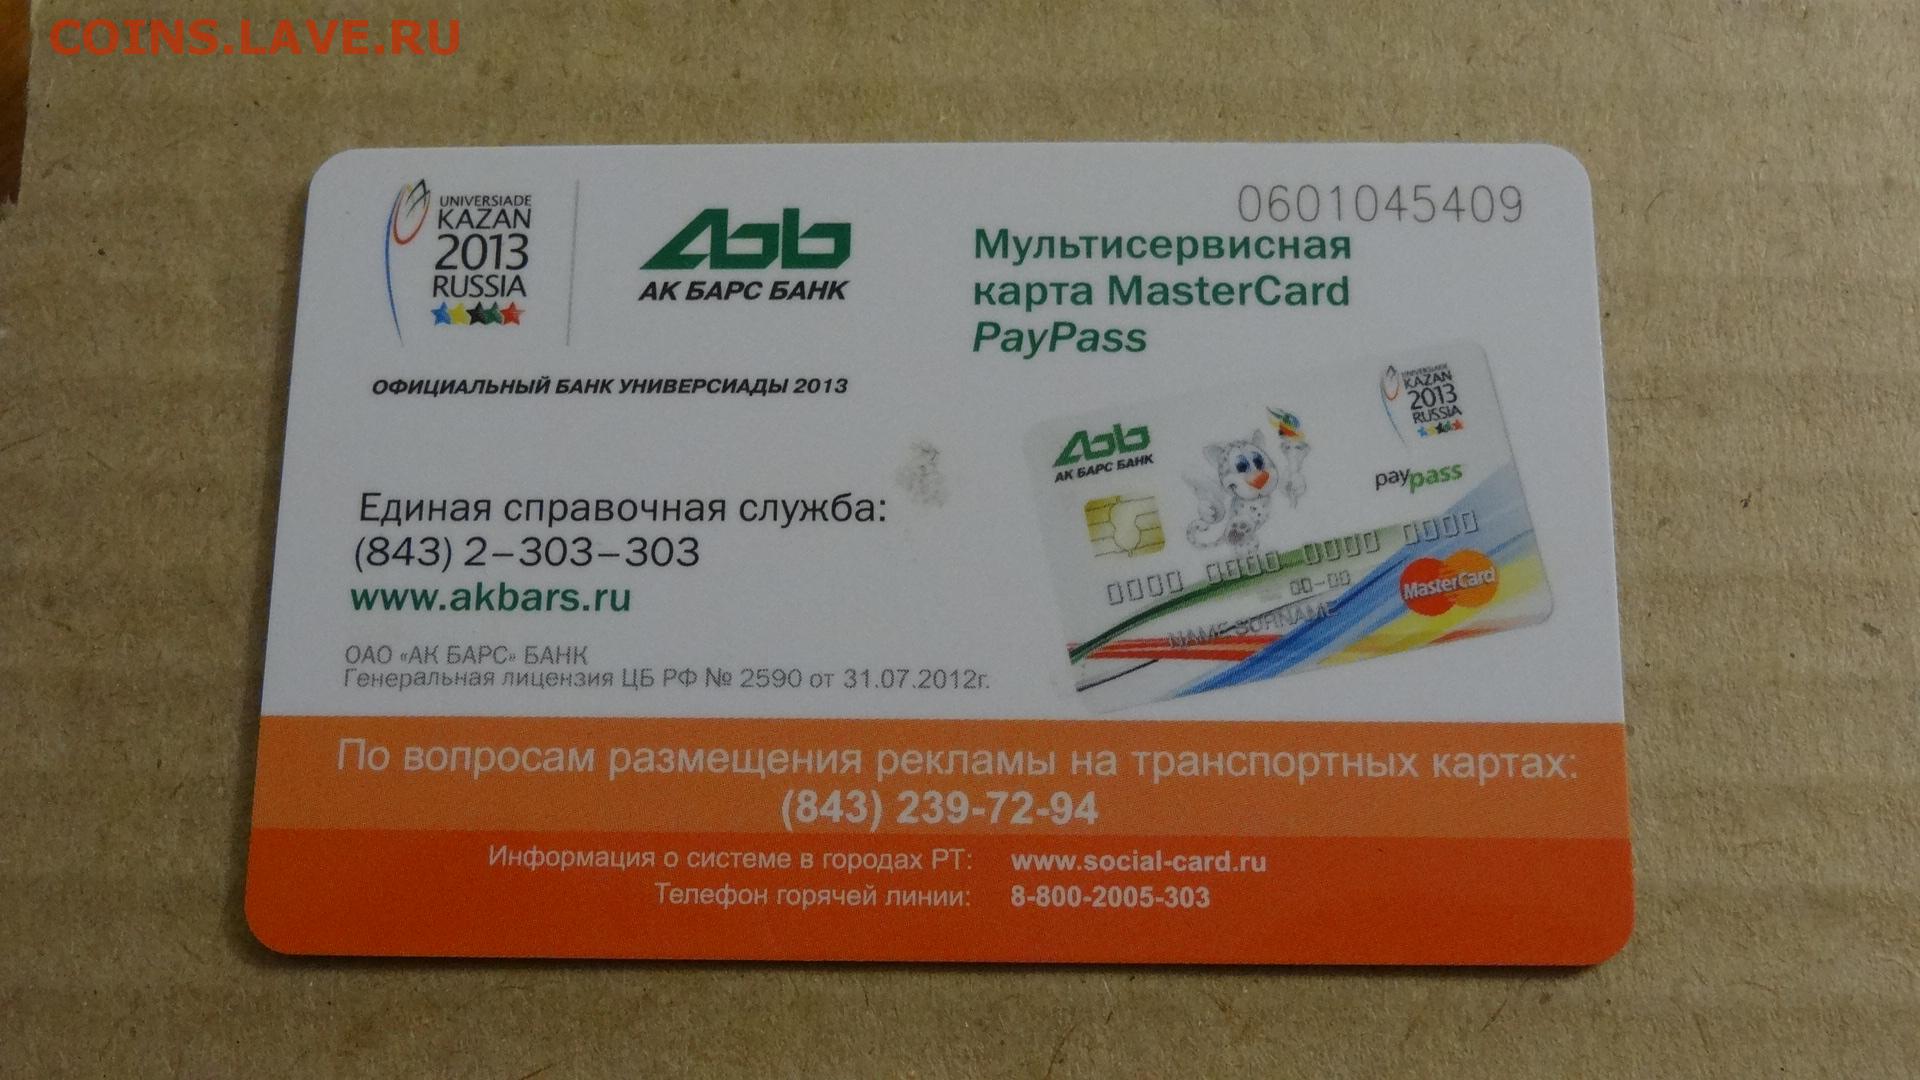 COINS.LAVE.RU
UNIVERSIADE
KAZAN
2013
RUSSIA
АК БАРС БАНК
ОФИЦИАЛЬНЫЙ БАНК УНИВЕРСИАДЫ 2013
0601045409
Мультисервисная
карта MasterCard
PayPass
Единая справочная служба:
(843) 2–303–303
www.akbars.ru
ОАО «АК БАРС» БАНК
Генеральная лицензия ЦБ РФ № 2590 от 31.07.2012г.
АК БАРС БАНК
UNIVERSIADE
KAZAN
2013
RUSSIA
paypass
0000 0000 0000 0000
00-00
NAME SURNAME
MasterCard
По вопросам размещения рекламы на транспортных картах:
(843) 239-72-94
Информация о системе в городах РТ: www.social-card.ru
Телефон горячей линии: 8-800-2005-303